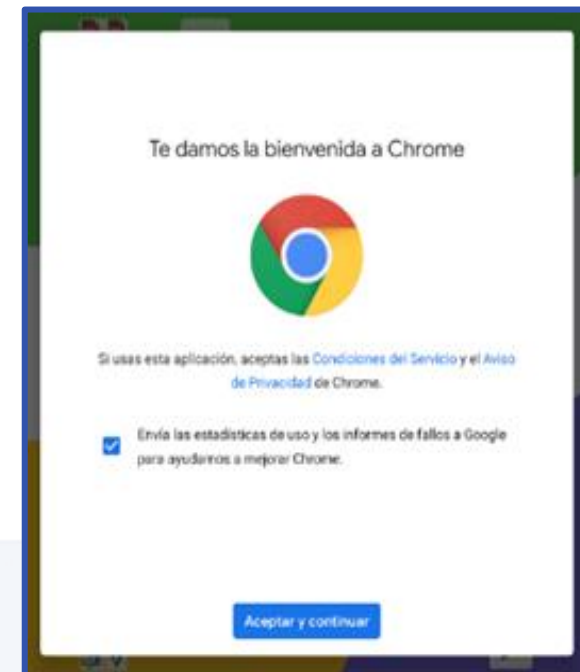 Te damos la bienvenida a Chrome
Si usas esta aplicación, aceptas las Condiciones del Servicio y el Aviso
de Privacidad de Chrome.
Envía las estadísticas de uso y los informes de fallos a Google
para ayudarnos a mejorar Chrome.
Aceptar y continuar